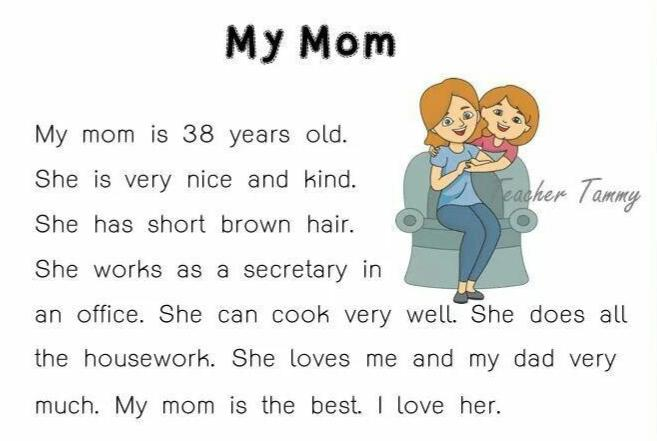 My Mom
My mom is 38 years old.
She is very nice and kind.
She has short brown hair.
Teacher Tammy
She works as a secretary in
an office. She can cook very well. She does all
the housework. She loves me and my dad very
much. My mom is the best. I love her.